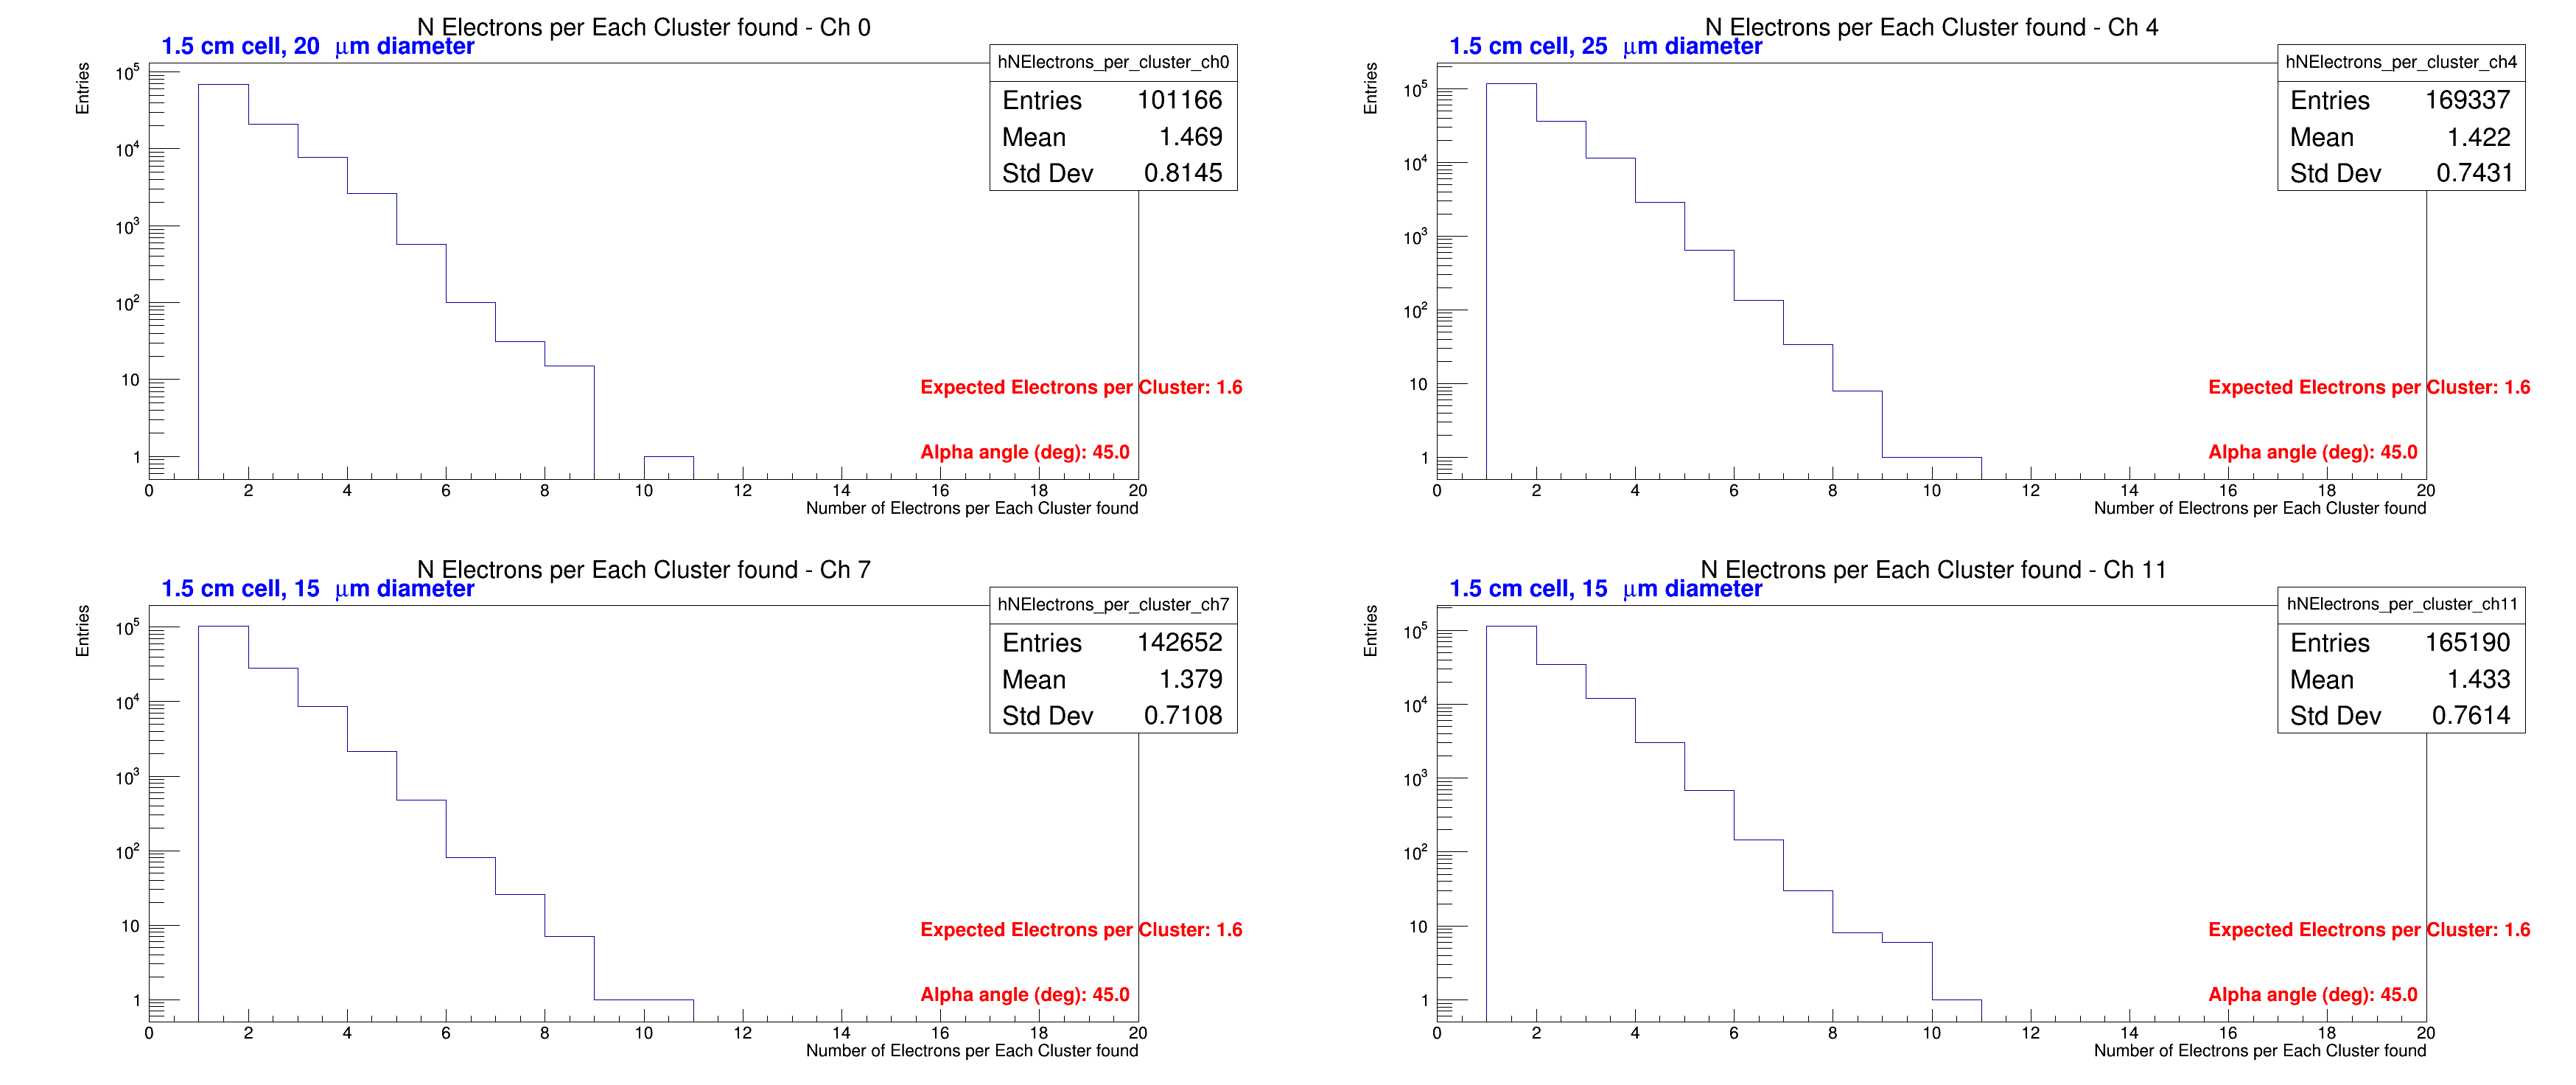 N Electrons per Each Cluster found - Ch 0
1.5 cm cell, 20 μm diameter
hNElectrons_per_cluster_ch0
Entries 101166
Mean 1.469
Std Dev 0.8145
Entries
10^5
10^4
10^3
10^2
10
1
Expected Electrons per Cluster: 1.6
Alpha angle (deg): 45.0
0 2 4 6 8 10 12 14 16 18 20
Number of Electrons per Each Cluster found
N Electrons per Each Cluster found - Ch 4
1.5 cm cell, 25 μm diameter
hNElectrons_per_cluster_ch4
Entries 169337
Mean 1.422
Std Dev 0.7431
Entries
10^5
10^4
10^3
10^2
10
1
Expected Electrons per Cluster: 1.6
Alpha angle (deg): 45.0
0 2 4 6 8 10 12 14 16 18 20
Number of Electrons per Each Cluster found
N Electrons per Each Cluster found - Ch 7
1.5 cm cell, 15 μm diameter
hNElectrons_per_cluster_ch7
Entries 142652
Mean 1.379
Std Dev 0.7108
Entries
10^5
10^4
10^3
10^2
10
1
Expected Electrons per Cluster: 1.6
Alpha angle (deg): 45.0
0 2 4 6 8 10 12 14 16 18 20
Number of Electrons per Each Cluster found
N Electrons per Each Cluster found - Ch 11
1.5 cm cell, 15 μm diameter
hNElectrons_per_cluster_ch11
Entries 165190
Mean 1.433
Std Dev 0.7614
Entries
10^5
10^4
10^3
10^2
10
1
Expected Electrons per Cluster: 1.6
Alpha angle (deg): 45.0
0 2 4 6 8 10 12 14 16 18 20
Number of Electrons per Each Cluster found